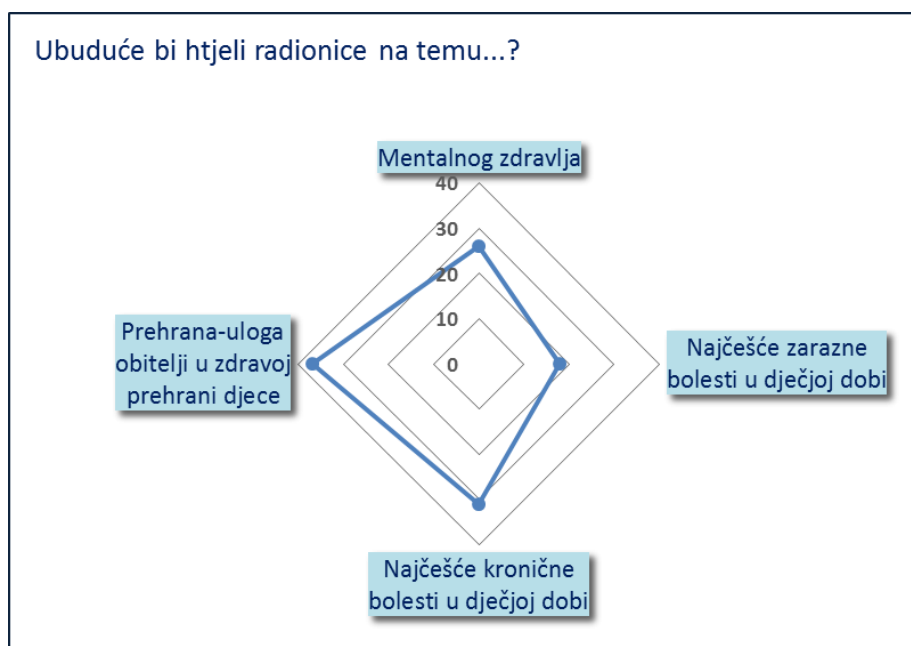 Ubuduće bi htjeli radionice na temu...?
Mentalnog zdravlja
40
30
20
10
0
Prehrana-uloga
obitelji u zdravoj
prehrani djece
Najčešće zarazne
bolesti u dječjoj dobi
Najčešće kronične
bolesti u dječjoj dobi